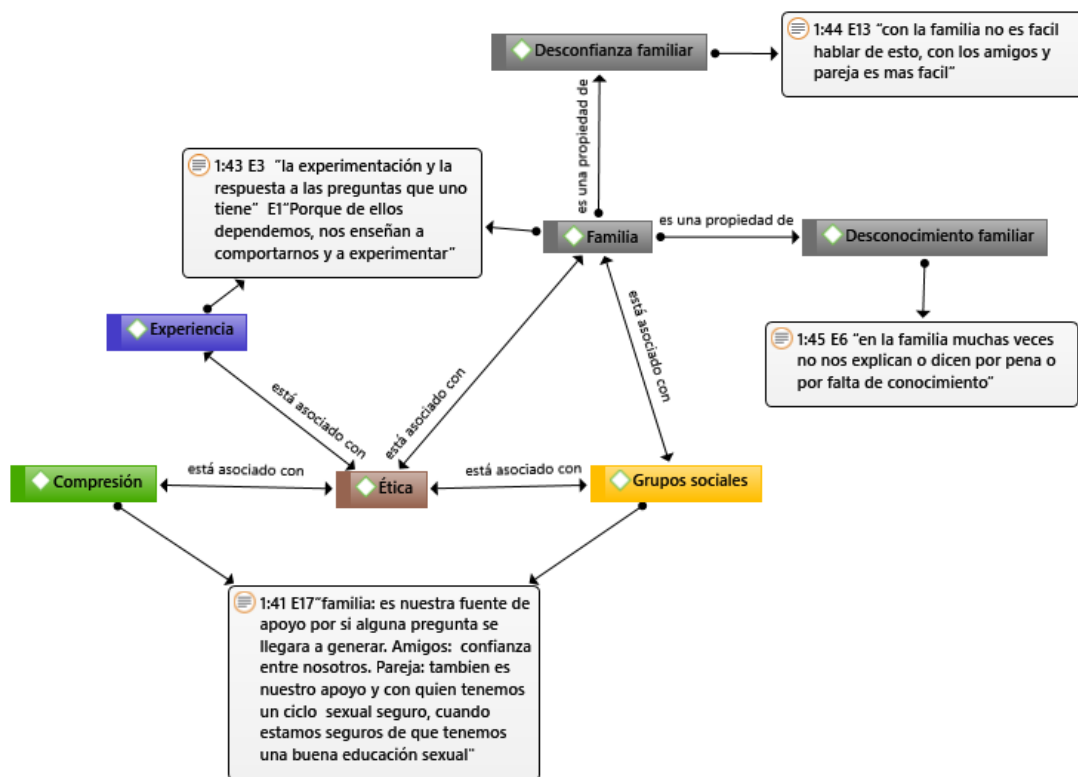 Desconfianza familiar
1:44 E13 “con la familia no es facil
hablar de esto, con los amigos y
pareja es mas facil”
es una propiedad de
1:43 E3 “la experimentación y la
respuesta a las preguntas que uno
tiene” E1“Porque de ellos
dependemos, nos enseñan a
comportarnos y a experimentar”
Familia
es una propiedad de
Desconocimiento familiar
Experiencia
está asociado con
está asociado con
está asociado con
1:45 E6 “en la familia muchas veces
no nos explican o dicen por pena o
por falta de conocimiento”
Compresión
está asociado con
Ética
está asociado con
Grupos sociales
1:41 E17“familia: es nuestra fuente de
apoyo por si alguna pregunta se
llegara a generar. Amigos: confianza
entre nosotros. Pareja: tambien es
nuestro apoyo y con quien tenemos
un ciclo sexual seguro, cuando
estamos seguros de que tenemos
una buena educación sexual”